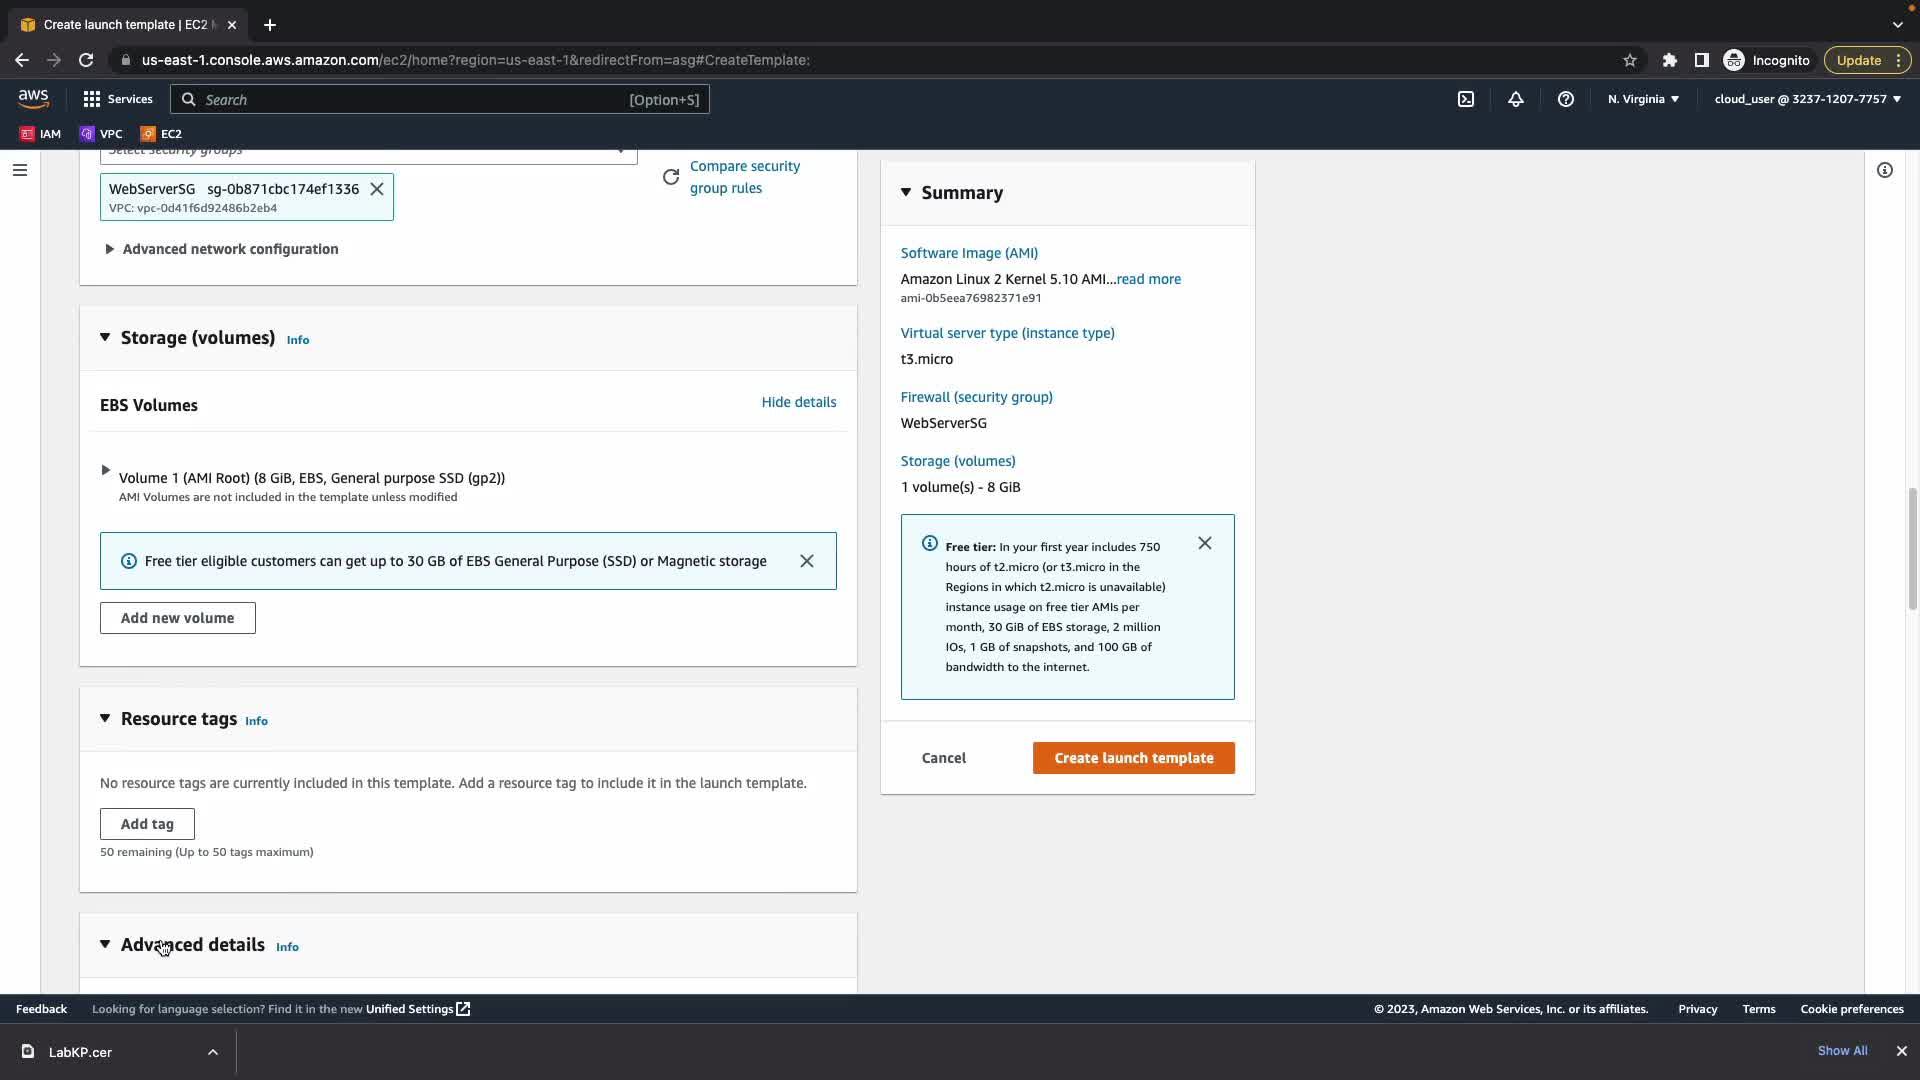 Create launch template | EC2 M
us-east-1.console.aws.amazon.com/ec2/home?region=us-east-1&redirectFrom=asg#CreateTemplate:
Incognito
Update
aws
Services
Search
[Option+S]
N. Virginia
cloud_user @ 3237-1207-7757
IAM
VPC
EC2
Select security groups
WebServerSG sg-0b871cbc174ef1336
VPC: vpc-0d41f6d92486b2eb4
Compare security
group rules
Advanced network configuration
Storage (volumes) Info
EBS Volumes
Hide details
Volume 1 (AMI Root) (8 GiB, EBS, General purpose SSD (gp2))
AMI Volumes are not included in the template unless modified
Free tier eligible customers can get up to 30 GB of EBS General Purpose (SSD) or Magnetic storage
Add new volume
Resource tags Info
No resource tags are currently included in this template. Add a resource tag to include it in the launch template.
Add tag
50 remaining (Up to 50 tags maximum)
Advanced details Info
Summary
Software Image (AMI)
Amazon Linux 2 Kernel 5.10 AMI...read more
ami-0b5eea76982371e91
Virtual server type (instance type)
t3.micro
Firewall (security group)
WebServerSG
Storage (volumes)
1 volume(s) - 8 GiB
Free tier: In your first year includes 750
hours of t2.micro (or t3.micro in the
Regions in which t2.micro is unavailable)
instance usage on free tier AMIs per
month, 30 GiB of EBS storage, 2 million
IOs, 1 GB of snapshots, and 100 GB of
bandwidth to the internet.
Cancel
Create launch template
Feedback
Looking for language selection? Find it in the new Unified Settings
© 2023, Amazon Web Services, Inc. or its affiliates.
Privacy
Terms
Cookie preferences
LabKP.cer
Show All